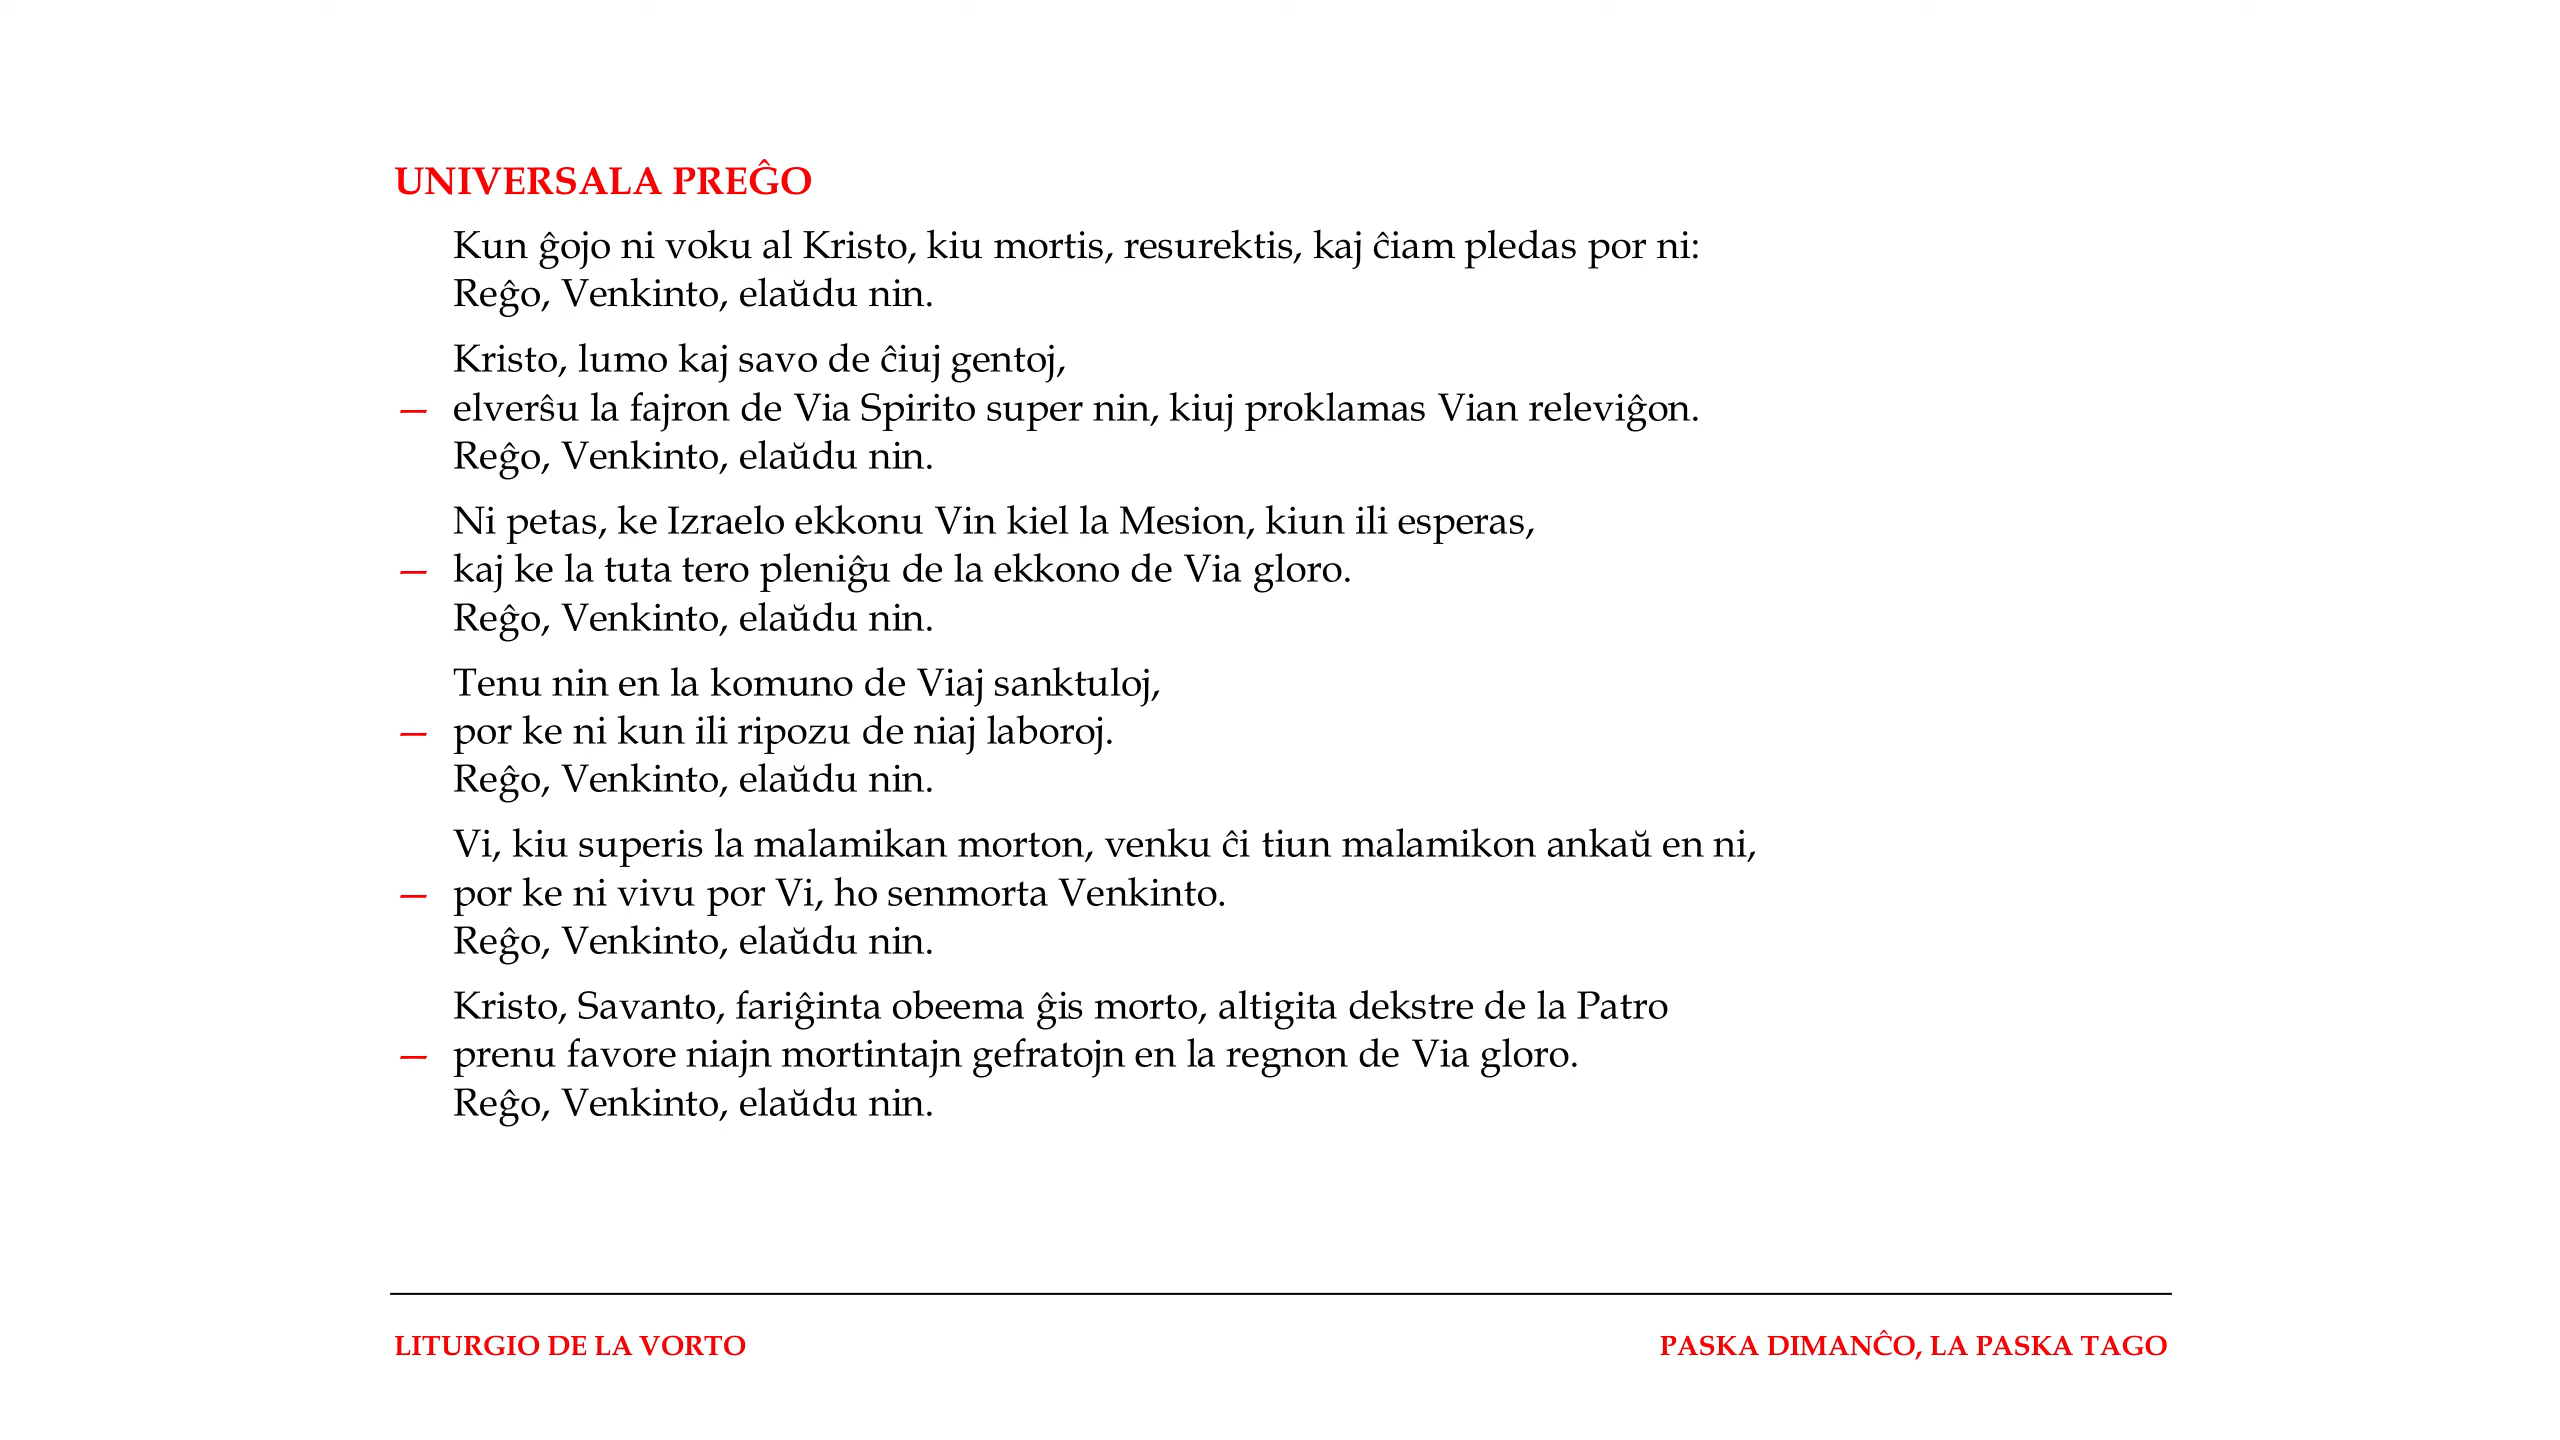 UNIVERSALA PREĜO
Kun ĝojo ni voku al Kristo, kiu mortis, resurektis, kaj ĉiam pledas por ni:
Reĝo, Venkinto, elaŭdu nin.
Kristo, lumo kaj savo de ĉiuj gentoj,
— elverŝu la fajron de Via Spirito super nin, kiuj proklamas Vian releviĝon.
Reĝo, Venkinto, elaŭdu nin.
Ni petas, ke Izraelo ekkonu Vin kiel la Mesion, kiun ili esperas,
— kaj ke la tuta tero pleniĝu de la ekkono de Via gloro.
Reĝo, Venkinto, elaŭdu nin.
Tenu nin en la komuno de Viaj sanktuloj,
— por ke ni kun ili ripozu de niaj laboroj.
Reĝo, Venkinto, elaŭdu nin.
Vi, kiu superis la malamikan morton, venku ĉi tiun malamikon ankaŭ en ni,
— por ke ni vivu por Vi, ho senmorta Venkinto.
Reĝo, Venkinto, elaŭdu nin.
Kristo, Savanto, fariĝinta obeema ĝis morto, altigita dekstre de la Patro
— prenu favore niajn mortintajn gefratojn en la regnon de Via gloro.
Reĝo, Venkinto, elaŭdu nin.
LITURGIO DE LA VORTO
PASKA DIMANĈO, LA PASKA TAGO